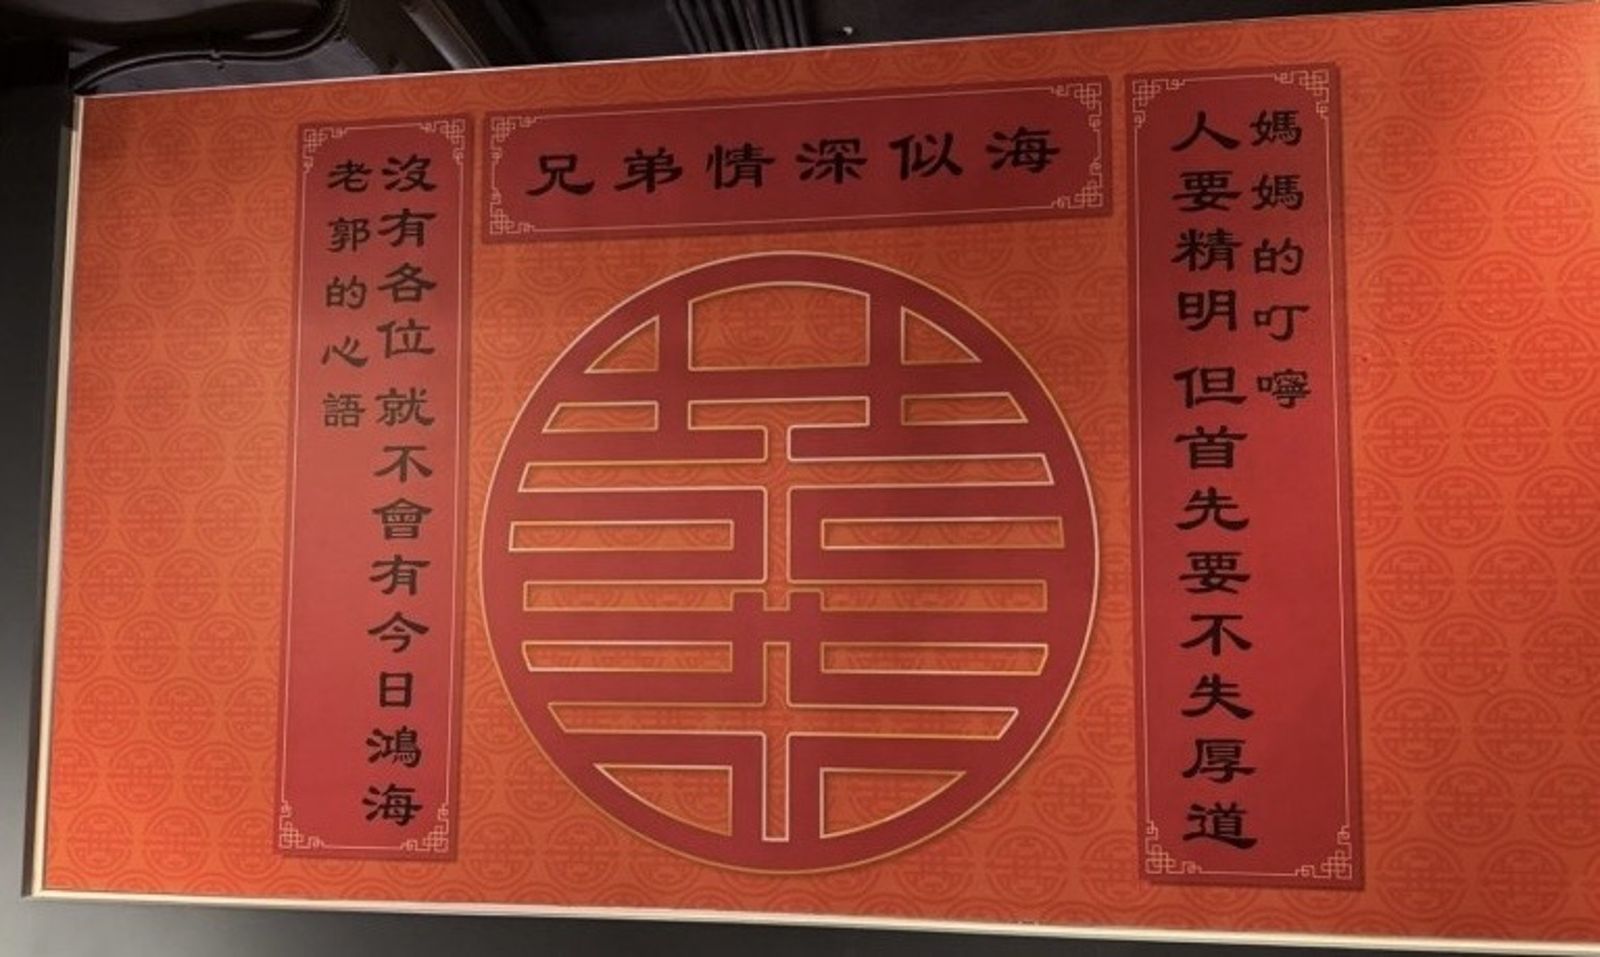 兄弟情深似海
媽媽的叮嚀
人要精明但首先要不失厚道
沒有各位就不會有今日鴻海
老郭的心語